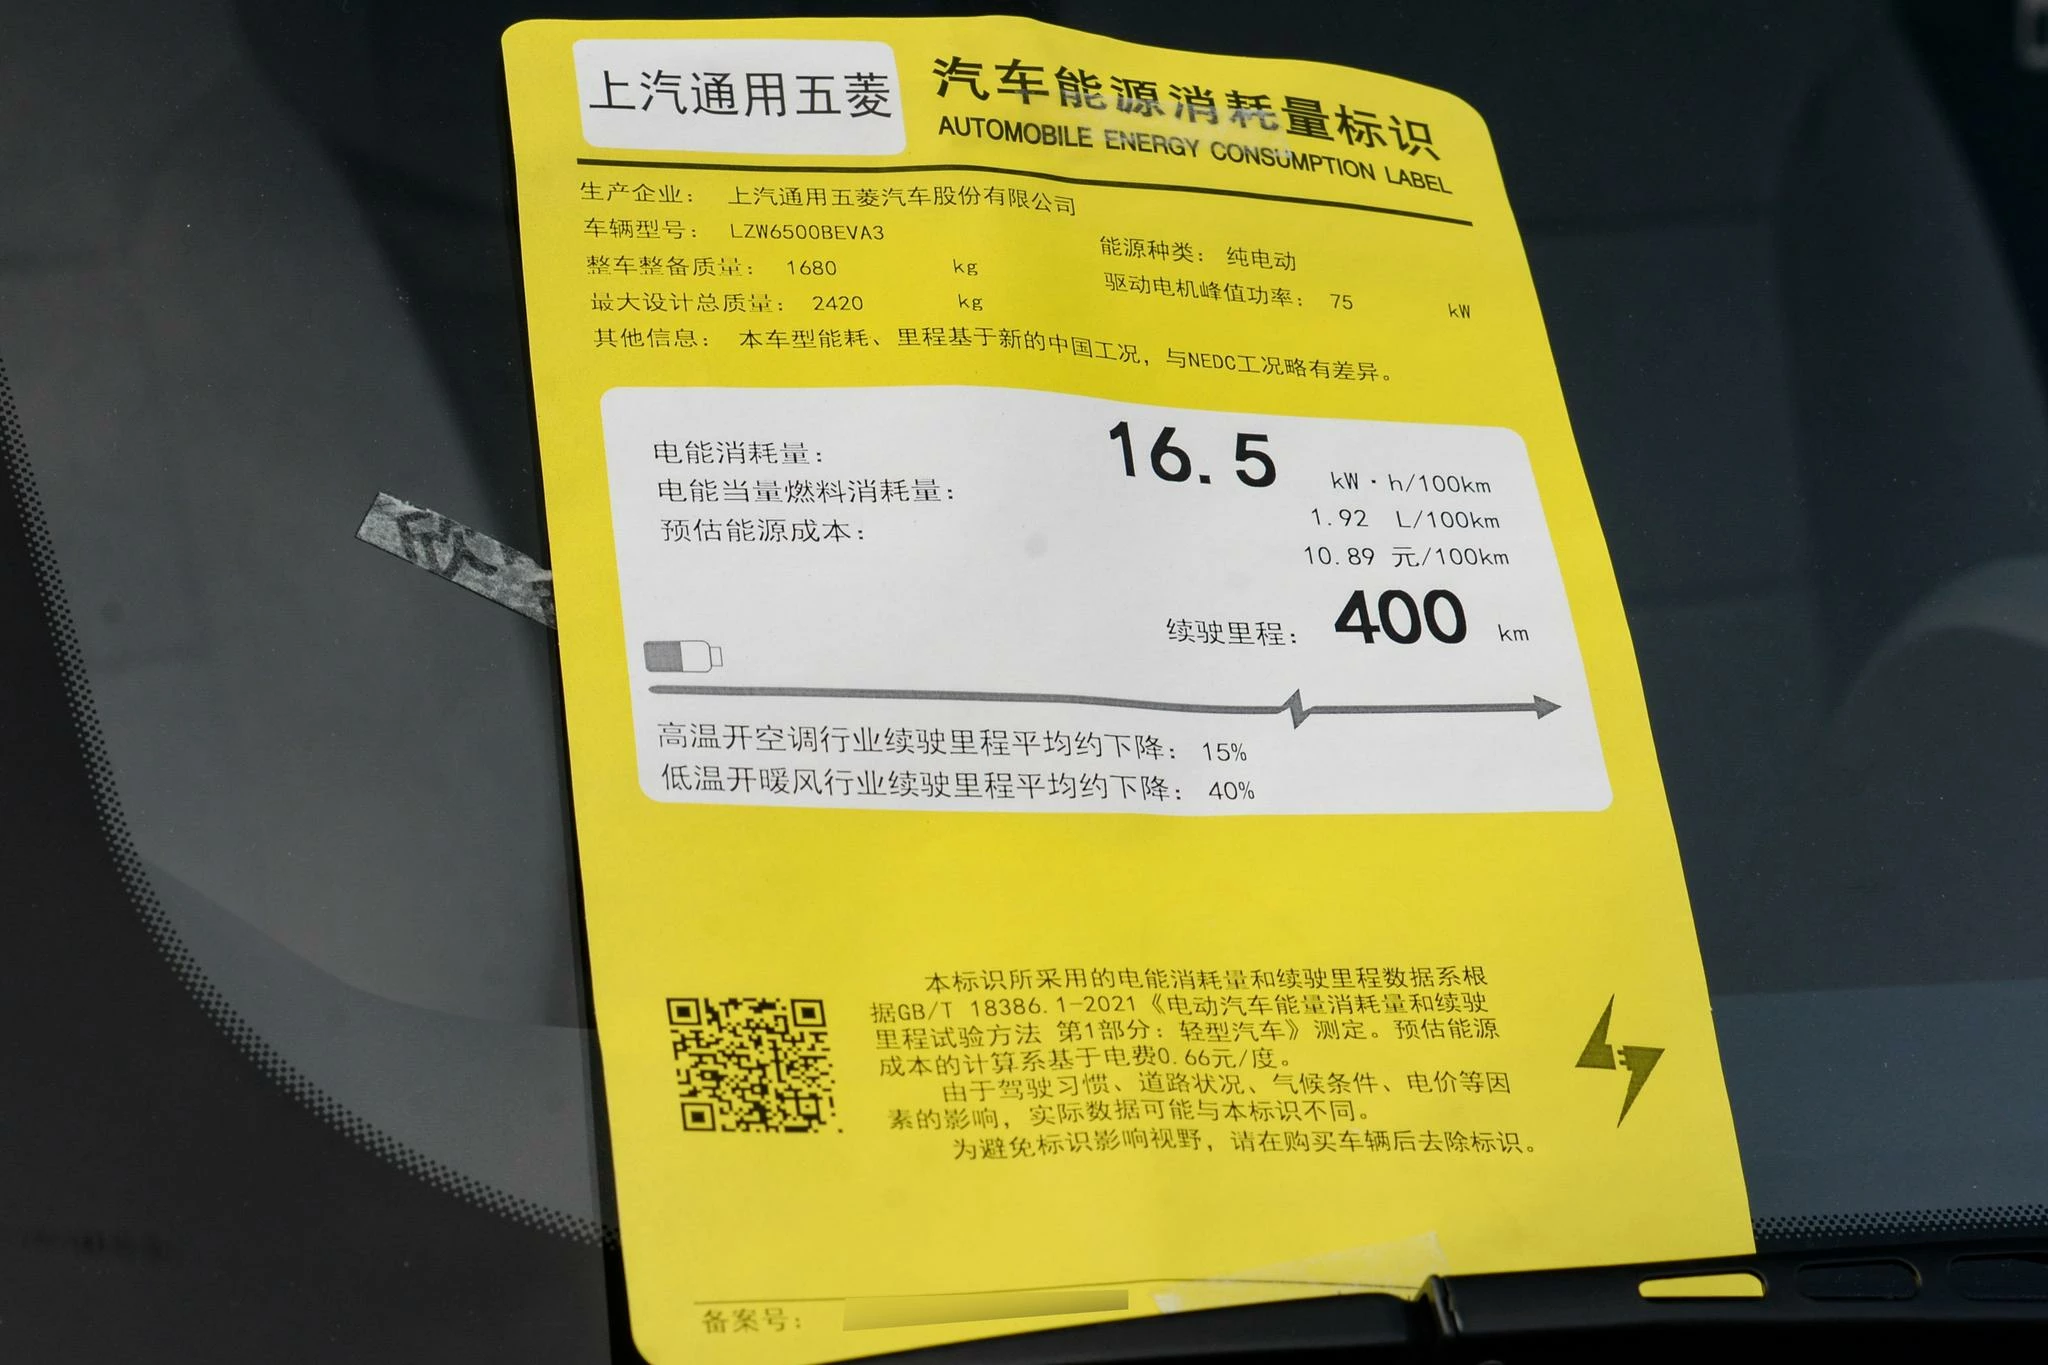 上汽通用五菱
汽车能源消耗量标识
AUTOMOBILE ENERGY CONSUMPTION LABEL
生产企业： 上汽通用五菱汽车股份有限公司
车辆型号： LZW6500BEVA3
能源种类： 纯电动
整车整备质量： 1680 kg
驱动电机峰值功率： 75 kW
最大设计总质量： 2420 kg
其他信息： 本车型能耗、里程基于新的中国工况，与NEDC工况略有差异。
电能消耗量： 16.5 kW·h/100km
电能当量燃料消耗量： 1.92 L/100km
预估能源成本： 10.89 元/100km
续驶里程： 400 km
高温开空调行业续驶里程平均约下降： 15%
低温开暖风行业续驶里程平均约下降： 40%
本标识所采用的电能消耗量和续驶里程数据系根
据GB/T 18386.1-2021《电动汽车能量消耗量和续驶
里程试验方法 第1部分：轻型汽车》测定。预估能源
成本的计算系基于电费0.66元/度。
由于驾驶习惯、道路状况、气候条件、电价等因
素的影响，实际数据可能与本标识不同。
为避免标识影响视野，请在购买车辆后去除标识。
备案号：